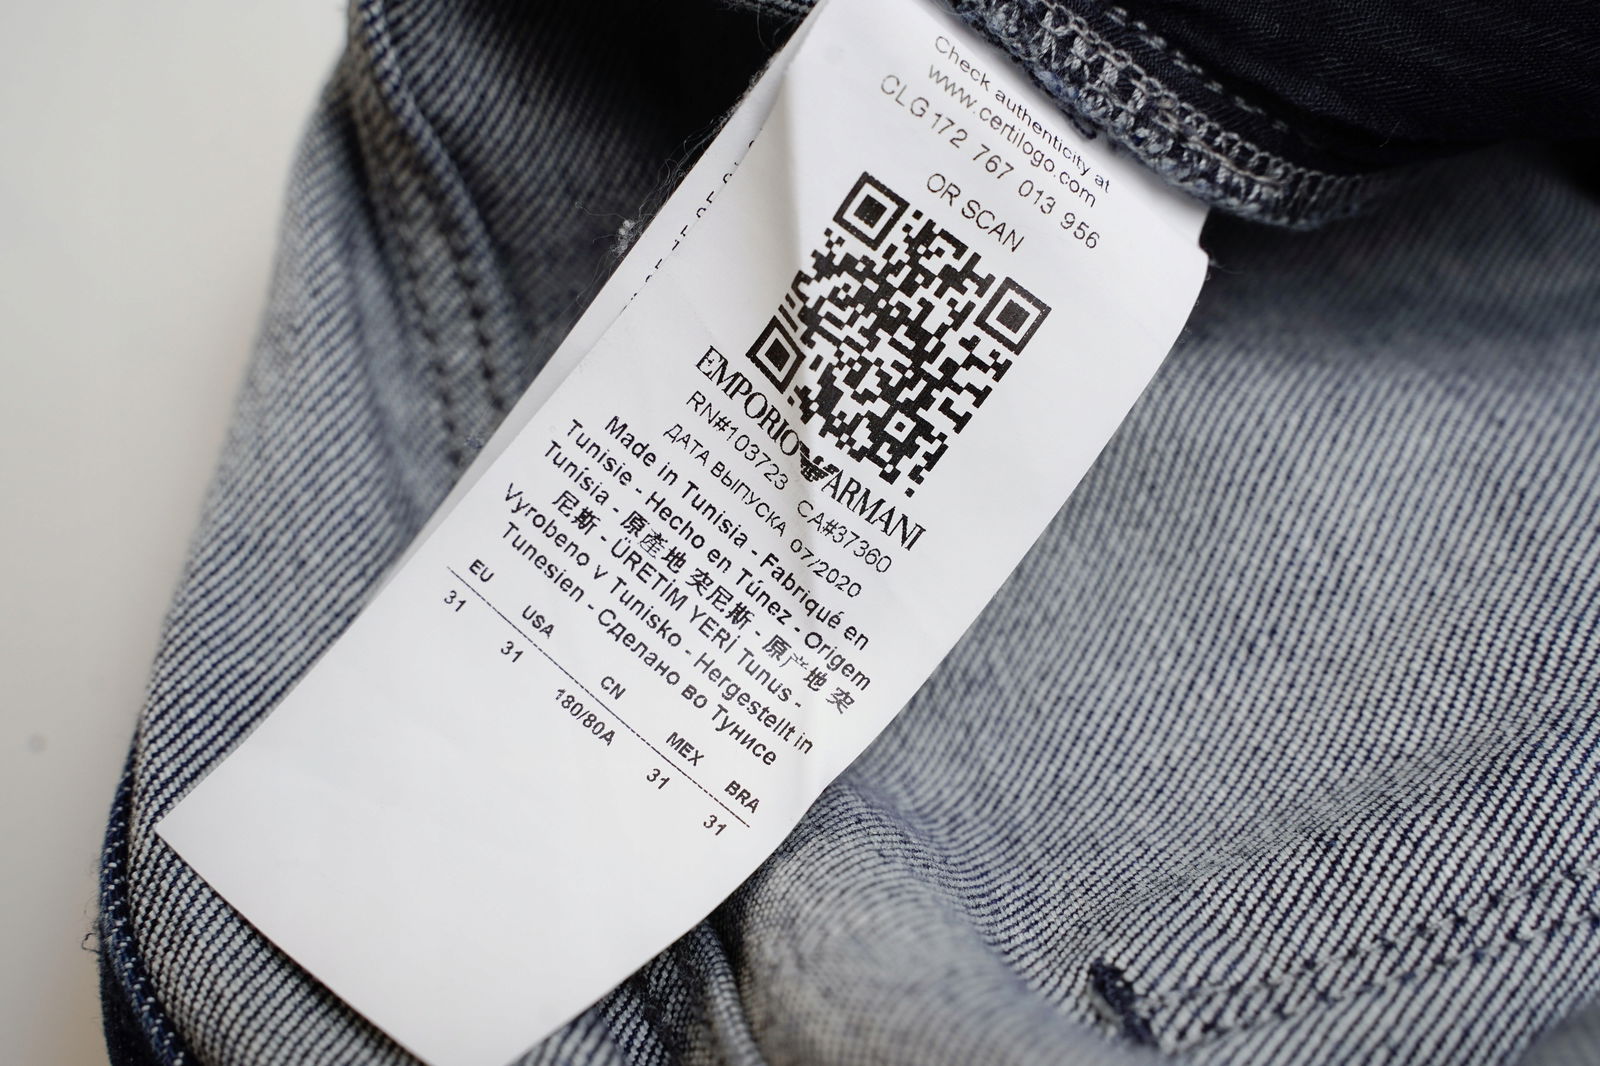 Check authenticity at
www.certilogo.com
CLG 172 767 013 956
OR SCAN
EMPORIO ARMANI
RN#103723 CA#37360
ДАТА ВЫПУСКА 07/2020
Made in Tunisia - Fabriqué en
Tunisie - Hecho en Túnez - Origem
Tunísia - 原產地 突尼斯 - 原产地 突
尼斯 - ÜRETİM YERİ Tunus -
Vyrobeno v Tunisko - Hergestellt in
Tunesien - Сделано во Тунисе
EU USA CN MEX BRA
31 31 180/80A 31 31